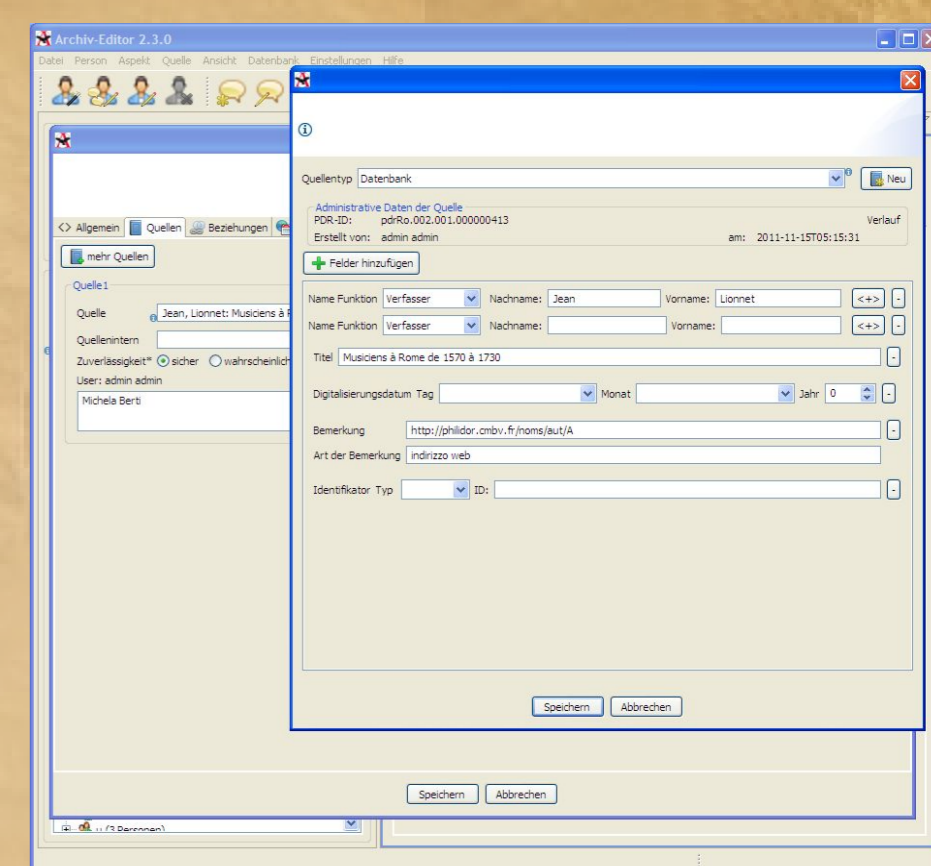 Archiv-Editor 2.3.0
Datei Person Aspekt Quelle Ansicht Datenbank Einstellungen Hilfe
Allgemein Quellen Beziehungen
mehr Quellen
Quelle1
Quelle Jean, Lionnet: Musiciens à
Quellenintern
Zuverlässigkeit* sicher wahrscheinlich
User: admin admin
Michela Berti
Speichern Abbrechen
u (3 Personen)
Quellentyp Datenbank Neu
Administrative Daten der Quelle
PDR-ID: pdrRo.002.001.000000413 Verlauf
Erstellt von: admin admin am: 2011-11-15T05:15:31
Felder hinzufügen
Name Funktion Verfasser Nachname: Jean Vorname: Lionnet <+> -
Name Funktion Verfasser Nachname: Vorname: <+> -
Titel Musiciens à Rome de 1570 à 1730 -
Digitalisierungsdatum Tag Monat Jahr 0 -
Bemerkung http://philidor.cmbv.fr/noms/aut/A -
Art der Bemerkung indirizzo web
Identifikator Typ ID: -
Speichern Abbrechen